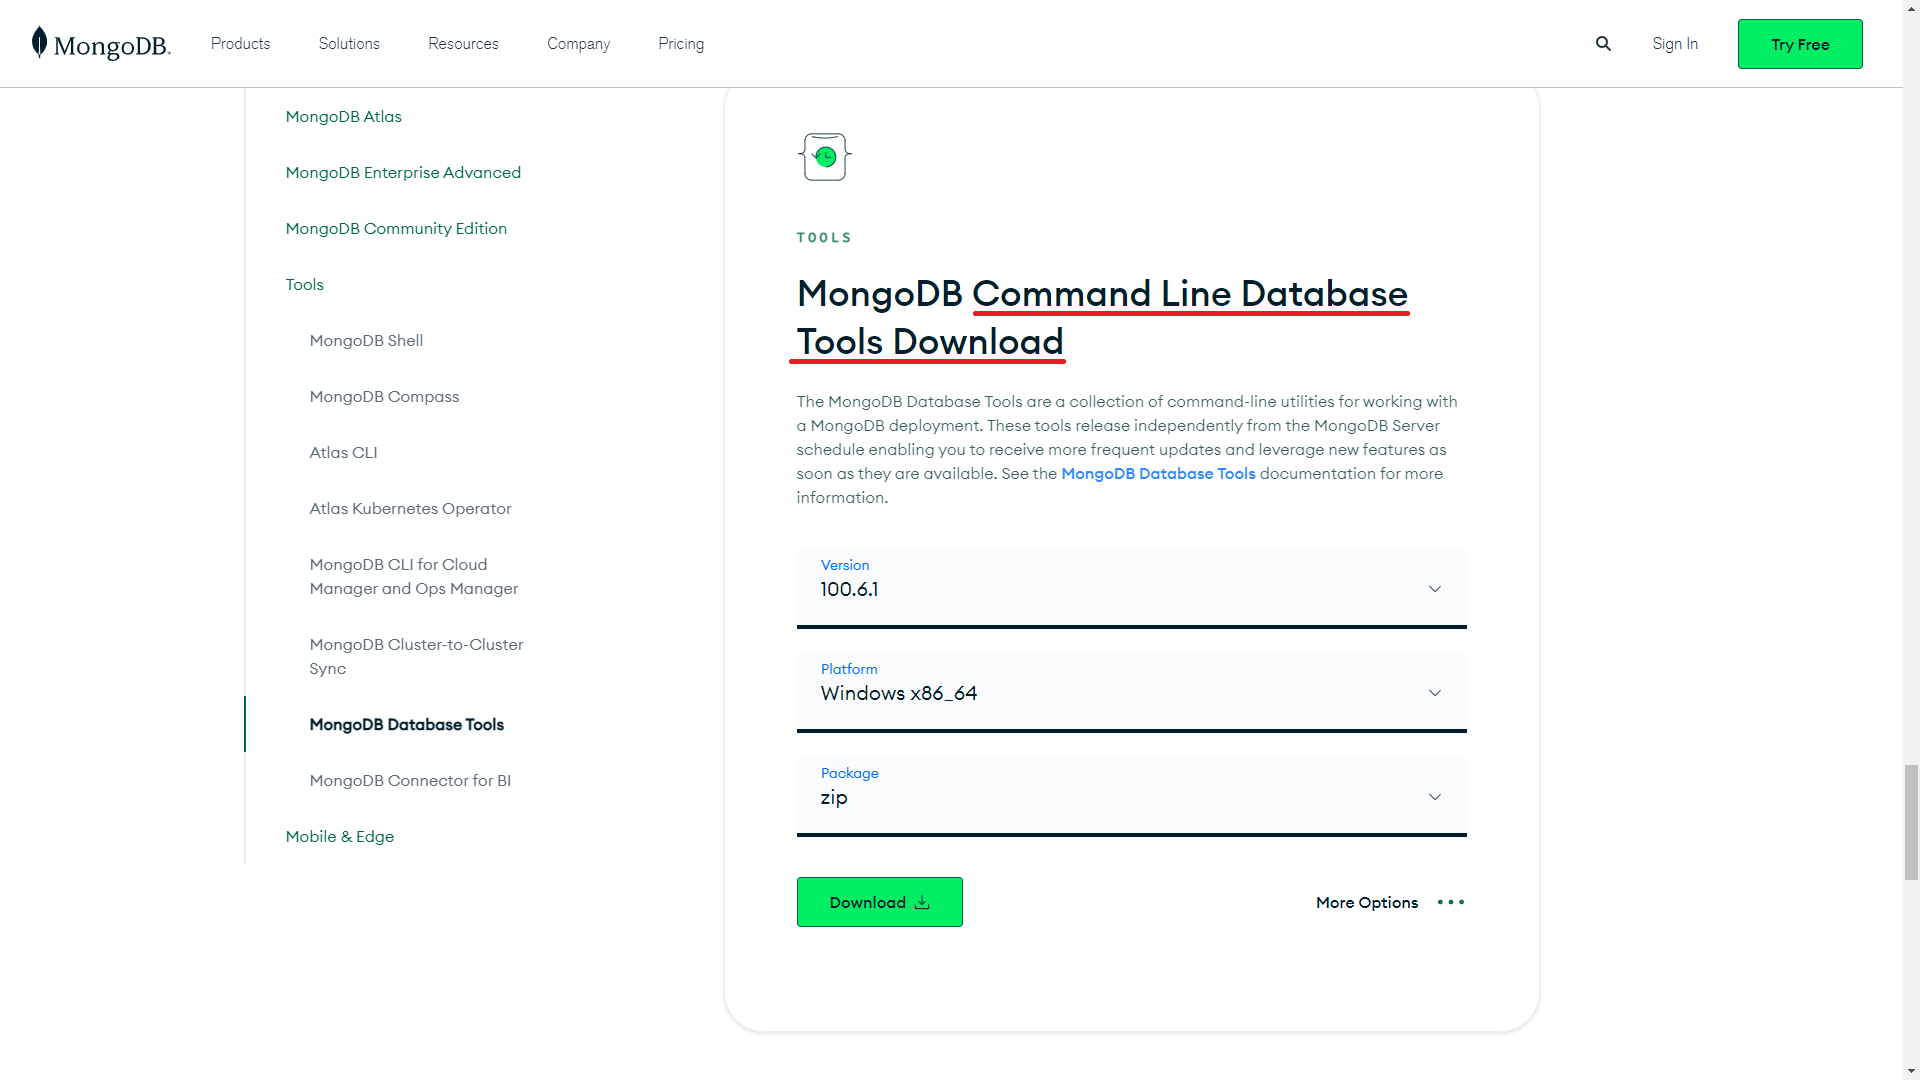 MongoDB.
Products
Solutions
Resources
Company
Pricing
Sign In
Try Free
MongoDB Atlas
MongoDB Enterprise Advanced
MongoDB Community Edition
Tools
MongoDB Shell
MongoDB Compass
Atlas CLI
Atlas Kubernetes Operator
MongoDB CLI for Cloud
Manager and Ops Manager
MongoDB Cluster-to-Cluster
Sync
MongoDB Database Tools
MongoDB Connector for BI
Mobile & Edge
TOOLS
MongoDB Command Line Database
Tools Download
The MongoDB Database Tools are a collection of command-line utilities for working with
a MongoDB deployment. These tools release independently from the MongoDB Server
schedule enabling you to receive more frequent updates and leverage new features as
soon as they are available. See the MongoDB Database Tools documentation for more
information.
Version
100.6.1
Platform
Windows x86_64
Package
zip
Download
More Options